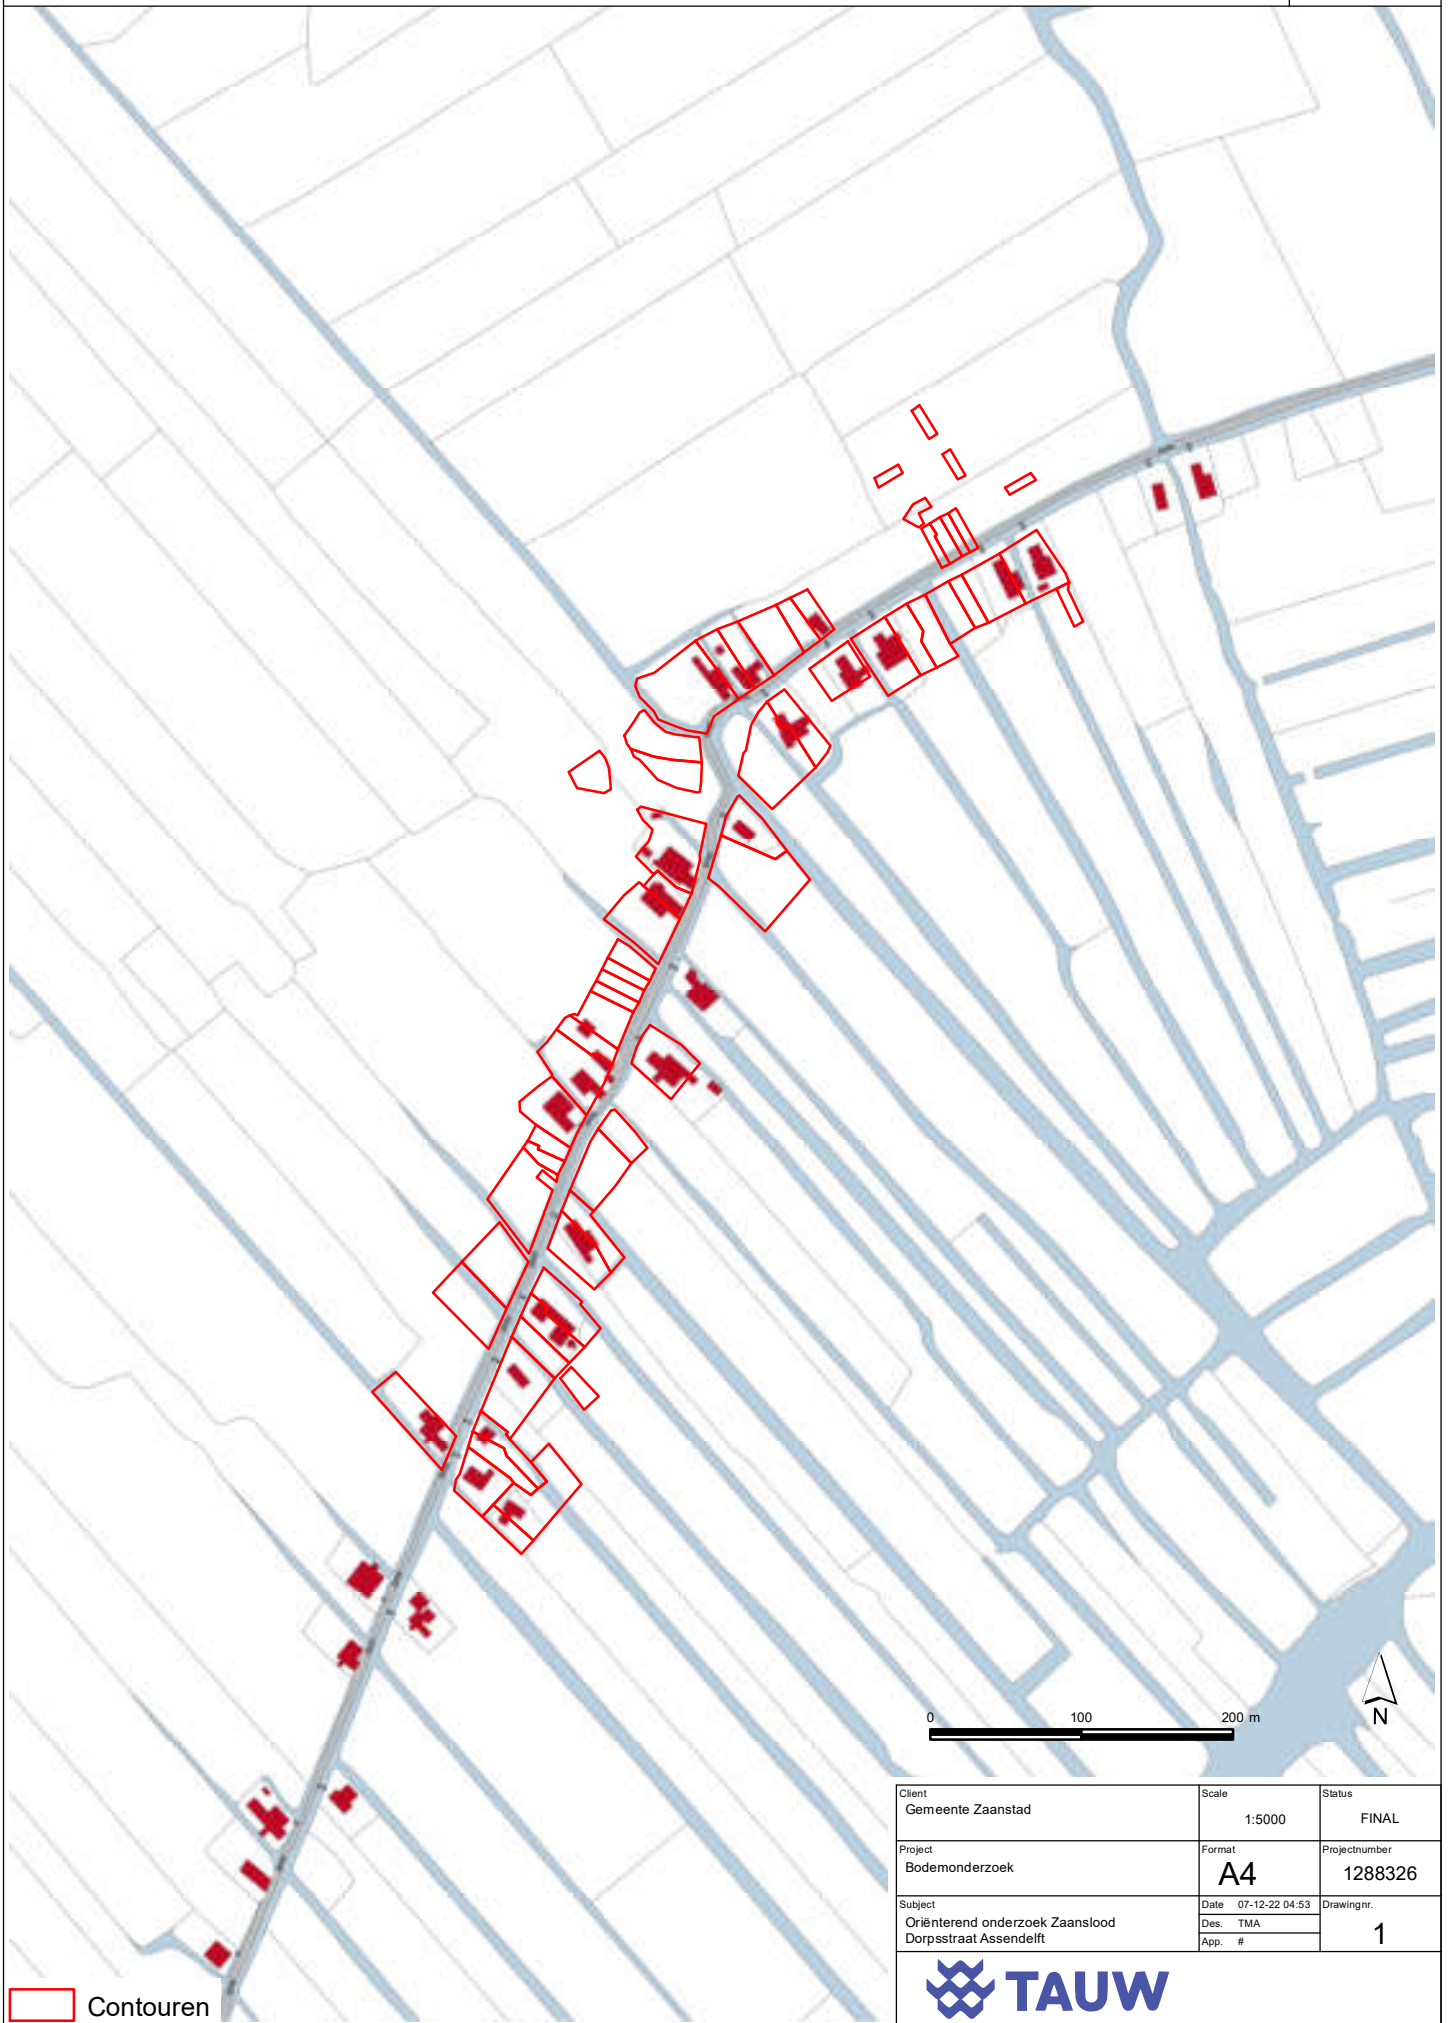 0 100 200 m
N
Client
Gemeente Zaanstad
Scale
1:5000
Status
FINAL
Project
Bodemonderzoek
Format
A4
Projectnumber
1288326
Subject
Oriënterend onderzoek Zaanslood
Dorpsstraat Assendelft
Date 07-12-22 04:53
Des. TMA
App. #
Drawingnr.
1
TAUW
Contouren